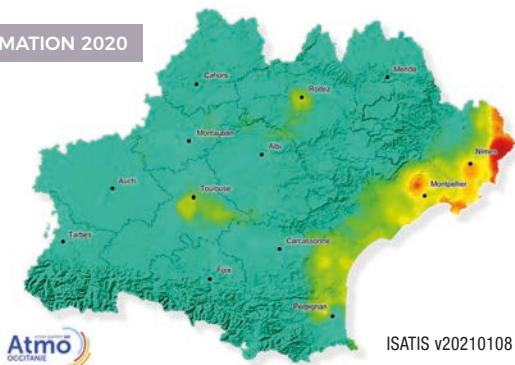 MATION 2020
Cahors
Rodez
Mende
Montauban
Albi
Nîmes
Auch
Toulouse
Montpellier
Tarbes
Carcassonne
Foix
Perpignan
Atmo
OCCITANIE
ISATIS v20210108